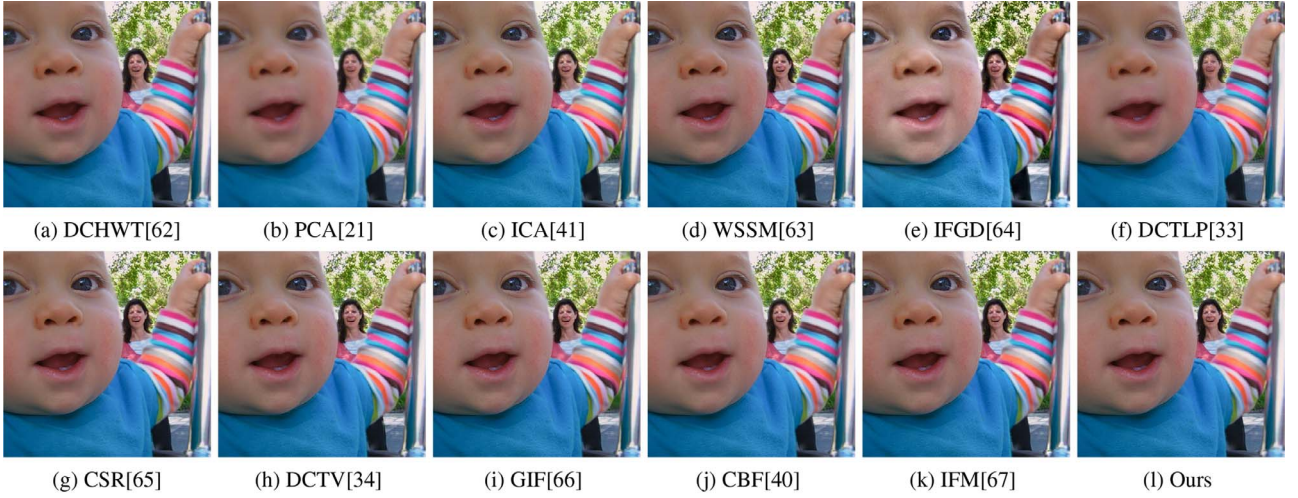 (a) DCHWT[62] (b) PCA[21] (c) ICA[41] (d) WSSM[63] (e) IFGD[64] (f) DCTLP[33]
(g) CSR[65] (h) DCTV[34] (i) GIF[66] (j) CBF[40] (k) IFM[67] (l) Ours